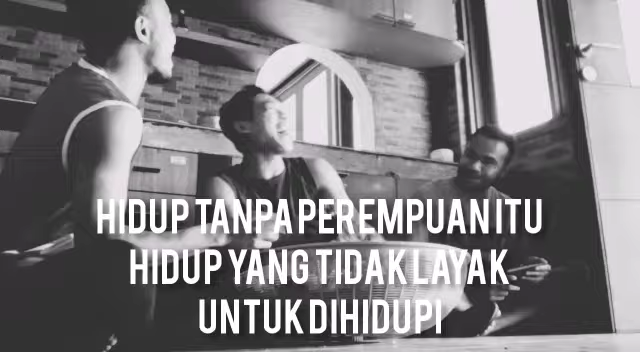 HIDUP TANPA PEREMPUAN ITU
HIDUP YANG TIDAK LAYAK
UNTUK DIHIDUPI